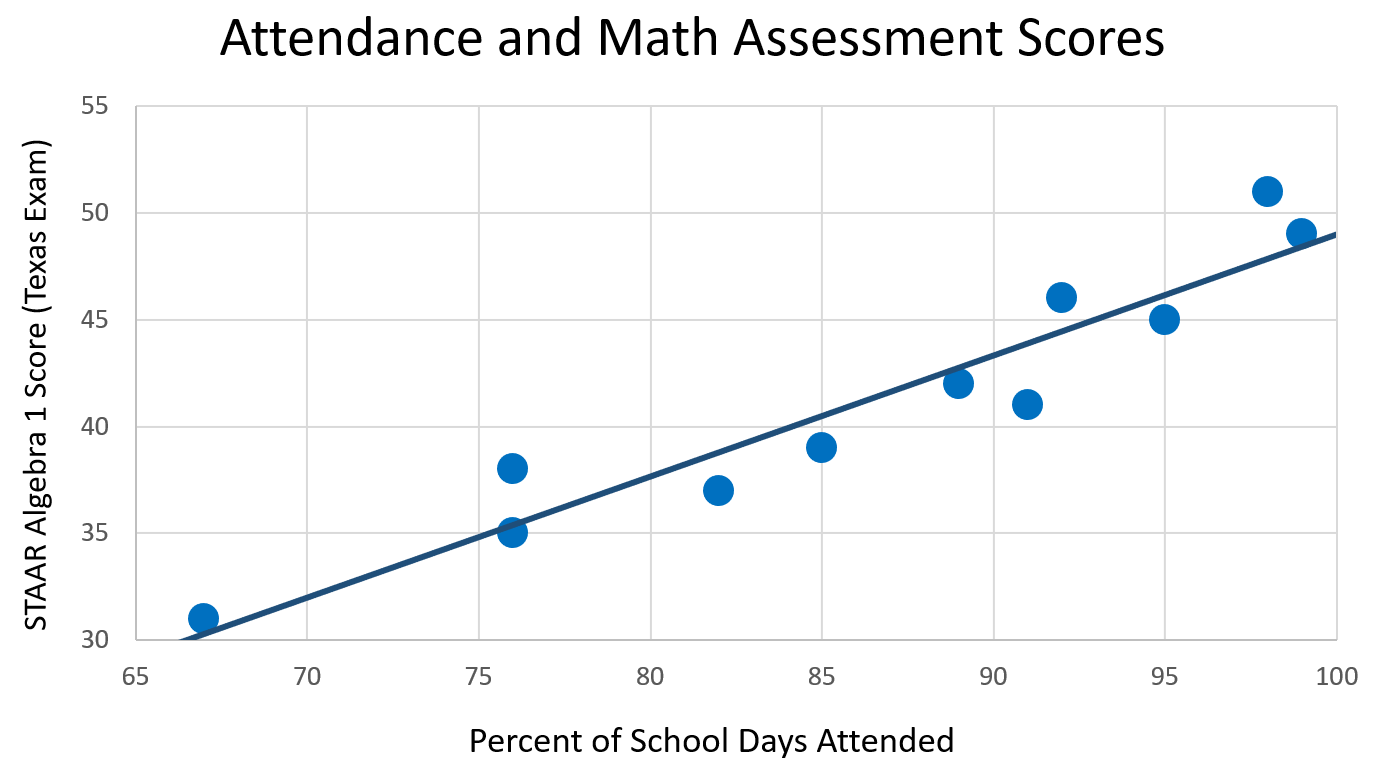 Attendance and Math Assessment Scores
STAAR Algebra 1 Score (Texas Exam)
55
50
45
40
35
30
65 70 75 80 85 90 95 100
Percent of School Days Attended